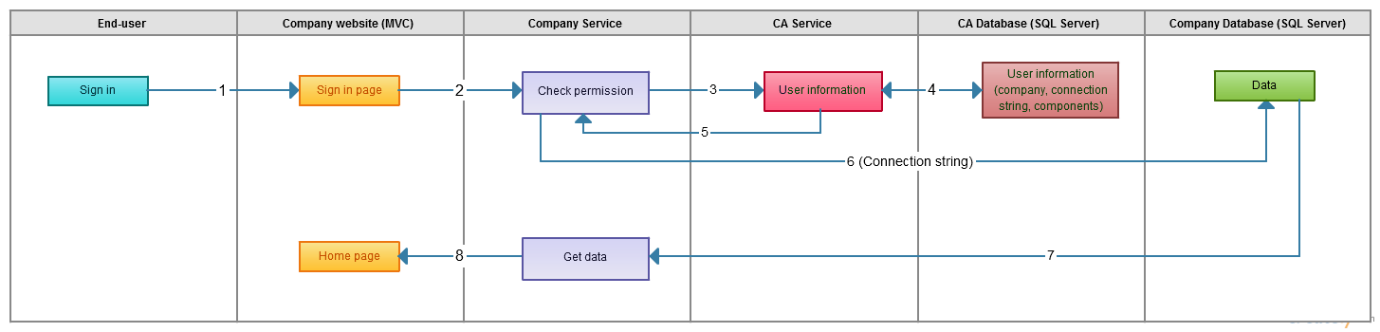 End-user
Company website (MVC)
Company Service
CA Service
CA Database (SQL Server)
Company Database (SQL Server)
Sign in
1
Sign in page
2
Check permission
3
User information
4
User information
(company, connection
string, components)
Data
5
6 (Connection string)
Home page
8
Get data
7